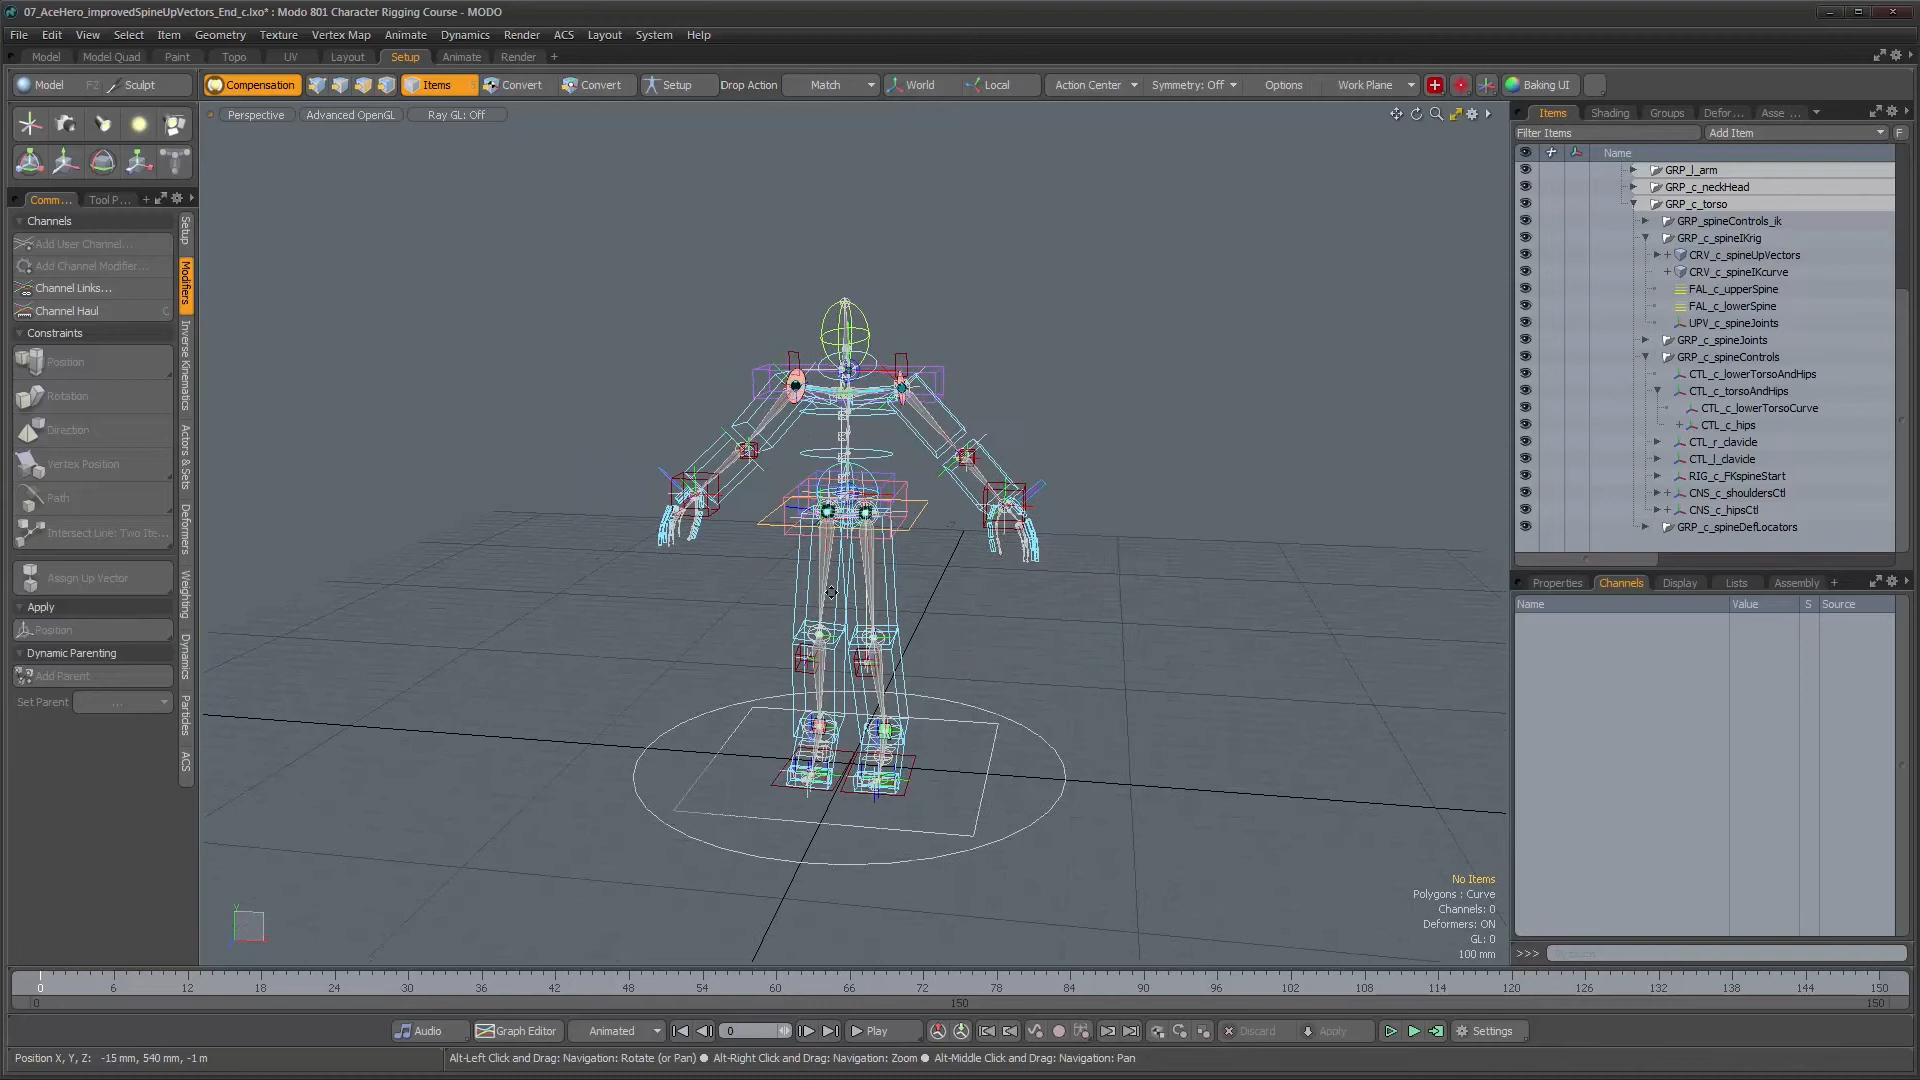 07_AceHero_improvedSpineUpVectors_End_c.lxo* : Modo 801 Character Rigging Course - MODO
File Edit View Select Item Geometry Texture Vertex Map Animate Dynamics Render ACS Layout System Help
Model Model Quad Paint Topo UV Layout Setup Animate Render +
Model F2 Sculpt Compensation Items 5 Convert Convert Setup Drop Action Match World Local Action Center Symmetry: Off Options Work Plane Baking UI
Perspective Advanced OpenGL Ray GL: Off
Items Shading Groups Defor... Asse ...
Filter Items Add Item F
Name
GRP_l_arm
GRP_c_neckHead
GRP_c_torso
GRP_spineControls_ik
GRP_c_spineIKrig
CRV_c_spineUpVectors
CRV_c_spineIKcurve
FAL_c_upperSpine
FAL_c_lowerSpine
UPV_c_spineJoints
GRP_c_spineJoints
GRP_c_spineControls
CTL_c_lowerTorsoAndHips
CTL_c_torsoAndHips
CTL_c_lowerTorsoCurve
CTL_c_hips
CTL_r_clavicle
CTL_l_clavicle
RIG_c_FKspineStart
CNS_c_shouldersCtl
CNS_c_hipsCtl
GRP_c_spineDefLocators
Properties Channels Display Lists Assembly +
Name Value S Source
>>>
Comm... Tool P... +
Channels
Add User Channel...
Add Channel Modifier...
Channel Links...
Channel Haul C
Constraints
Position
Rotation
Direction
Vertex Position
Path
Intersect Line: Two Ite...
Assign Up Vector
Apply
Position
Dynamic Parenting
Add Parent
Set Parent ...
Setup
Modifiers
Inverse Kinematics
Actors & Sets
Deformers
Weighting
Dynamics
Particles
ACS
No Items
Polygons : Curve
Channels: 0
Deformers: ON
GL: 0
100 mm
0 6 12 18 24 30 36 42 48 54 60 66 72 78 84 90 96 102 108 114 120 126 132 138 144 150
0 150 150
Audio Graph Editor Animated 0 Play Discard Apply Settings
Position X, Y, Z: -15 mm, 540 mm, -1 m Alt-Left Click and Drag: Navigation: Rotate (or Pan) ● Alt-Right Click and Drag: Navigation: Zoom ● Alt-Middle Click and Drag: Navigation: Pan